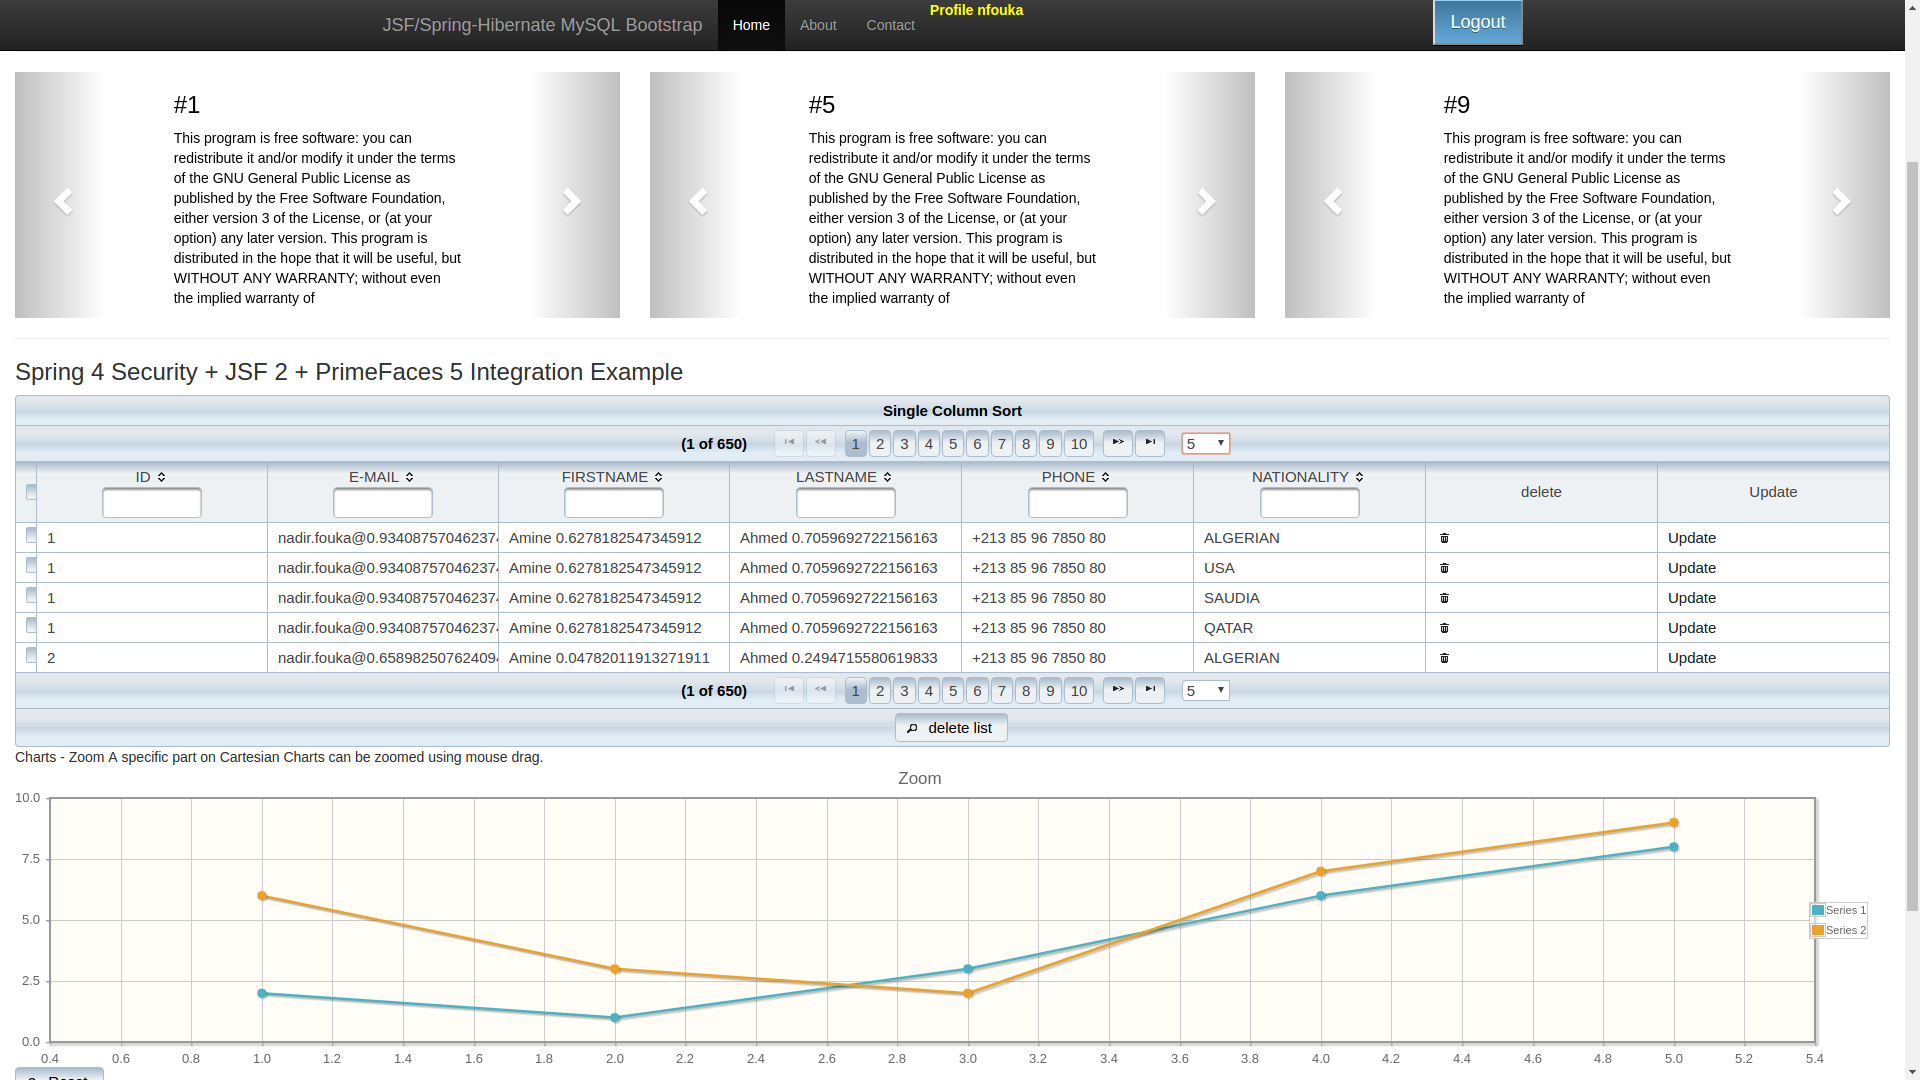 JSF/Spring-Hibernate MySQL Bootstrap Home About Contact Profile nfouka Logout
#1
This program is free software: you can
redistribute it and/or modify it under the terms
of the GNU General Public License as
published by the Free Software Foundation,
either version 3 of the License, or (at your
option) any later version. This program is
distributed in the hope that it will be useful, but
WITHOUT ANY WARRANTY; without even
the implied warranty of
#5
This program is free software: you can
redistribute it and/or modify it under the terms
of the GNU General Public License as
published by the Free Software Foundation,
either version 3 of the License, or (at your
option) any later version. This program is
distributed in the hope that it will be useful, but
WITHOUT ANY WARRANTY; without even
the implied warranty of
#9
This program is free software: you can
redistribute it and/or modify it under the terms
of the GNU General Public License as
published by the Free Software Foundation,
either version 3 of the License, or (at your
option) any later version. This program is
distributed in the hope that it will be useful, but
WITHOUT ANY WARRANTY; without even
the implied warranty of
Spring 4 Security + JSF 2 + PrimeFaces 5 Integration Example
Single Column Sort
(1 of 650) 1 2 3 4 5 6 7 8 9 10 5
ID E-MAIL FIRSTNAME LASTNAME PHONE NATIONALITY delete Update
1 nadir.fouka@0.93408757046237 Amine 0.6278182547345912 Ahmed 0.7059692722156163 +213 85 96 7850 80 ALGERIAN Update
1 nadir.fouka@0.93408757046237 Amine 0.6278182547345912 Ahmed 0.7059692722156163 +213 85 96 7850 80 USA Update
1 nadir.fouka@0.93408757046237 Amine 0.6278182547345912 Ahmed 0.7059692722156163 +213 85 96 7850 80 SAUDIA Update
1 nadir.fouka@0.93408757046237 Amine 0.6278182547345912 Ahmed 0.7059692722156163 +213 85 96 7850 80 QATAR Update
2 nadir.fouka@0.65898250762409 Amine 0.04782011913271911 Ahmed 0.2494715580619833 +213 85 96 7850 80 ALGERIAN Update
(1 of 650) 1 2 3 4 5 6 7 8 9 10 5
delete list
Charts - Zoom A specific part on Cartesian Charts can be zoomed using mouse drag.
Zoom
10.0
7.5
5.0
2.5
0.0
Series 1
Series 2
0.4 0.6 0.8 1.0 1.2 1.4 1.6 1.8 2.0 2.2 2.4 2.6 2.8 3.0 3.2 3.4 3.6 3.8 4.0 4.2 4.4 4.6 4.8 5.0 5.2 5.4
Reset